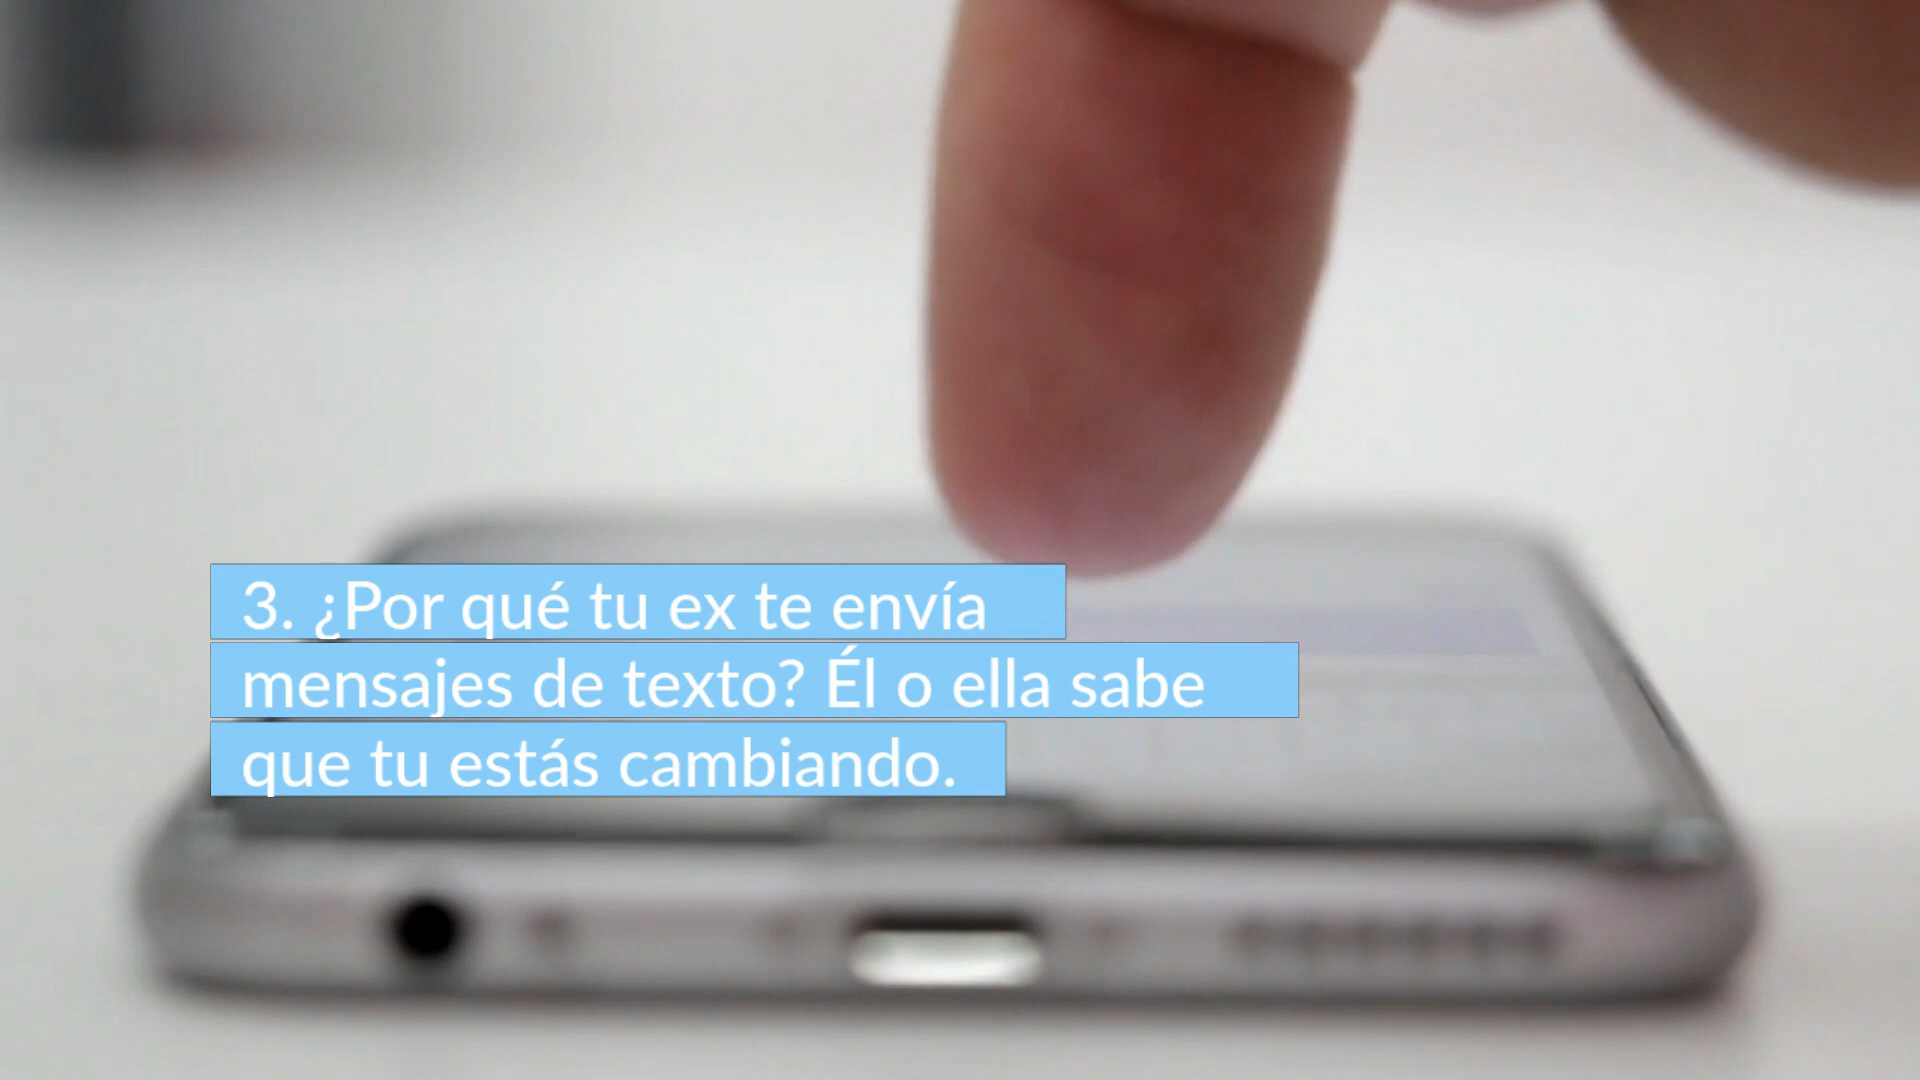 3. ¿Por qué tu ex te envía
mensajes de texto? Él o ella sabe
que tu estás cambiando.